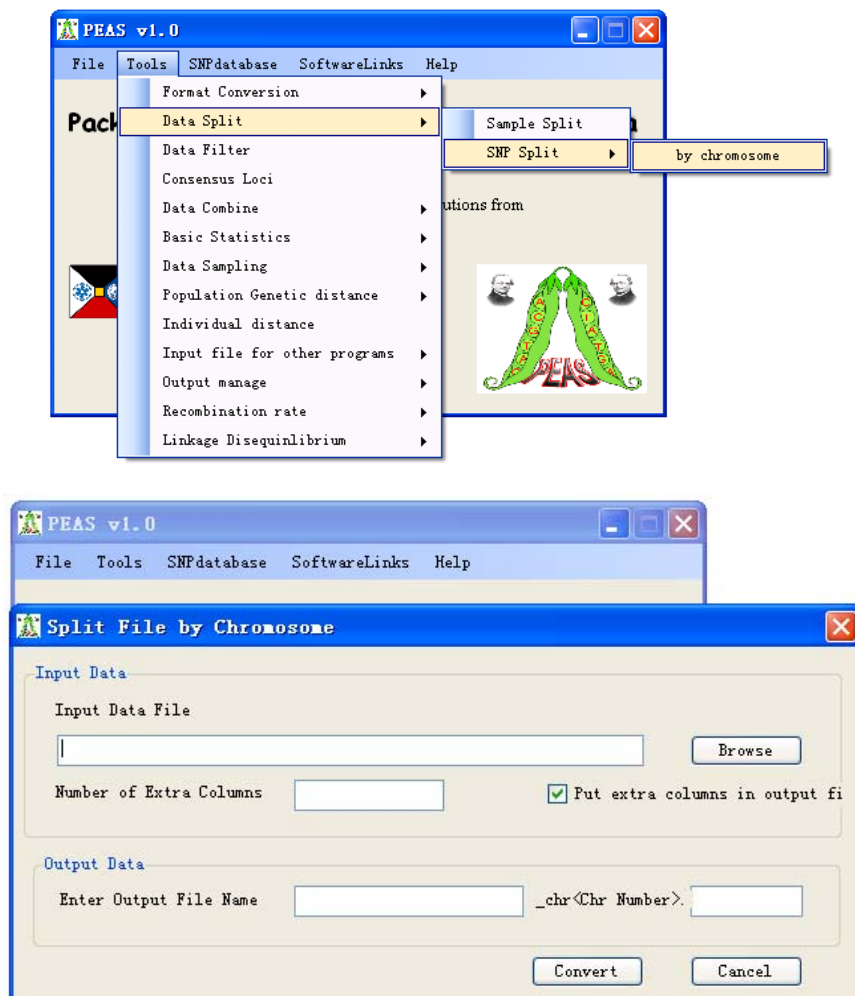 PEAS v1.0
File Tools SNPdatabase SoftwareLinks Help
Format Conversion
Pack
Data Split
Sample Split
Data Filter
SNP Split
by chromosome
Consensus Loci
Data Combine
utions from
Basic Statistics
Data Sampling
Population Genetic distance
Individual distance
Input file for other programs
PEAS
Output manage
Recombination rate
Linkage Disequinlibrium
PEAS v1.0
File Tools SNPdatabase SoftwareLinks Help
Split File by Chromosome
Input Data
Input Data File
Browse
Number of Extra Columns
Put extra columns in output fi
Output Data
Enter Output File Name
_chr<Chr Number>.
Convert
Cancel